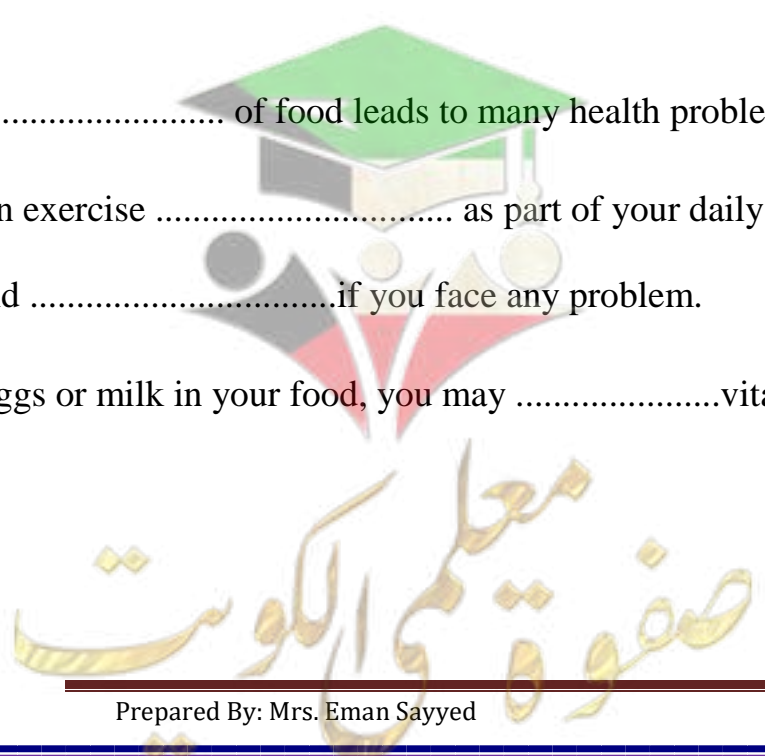 ........................ of food leads to many health proble
n exercise ................................ as part of your daily
d .................................if you face any problem.
ggs or milk in your food, you may ......................vita
صفوة معلمى الكويت
Prepared By: Mrs. Eman Sayyed